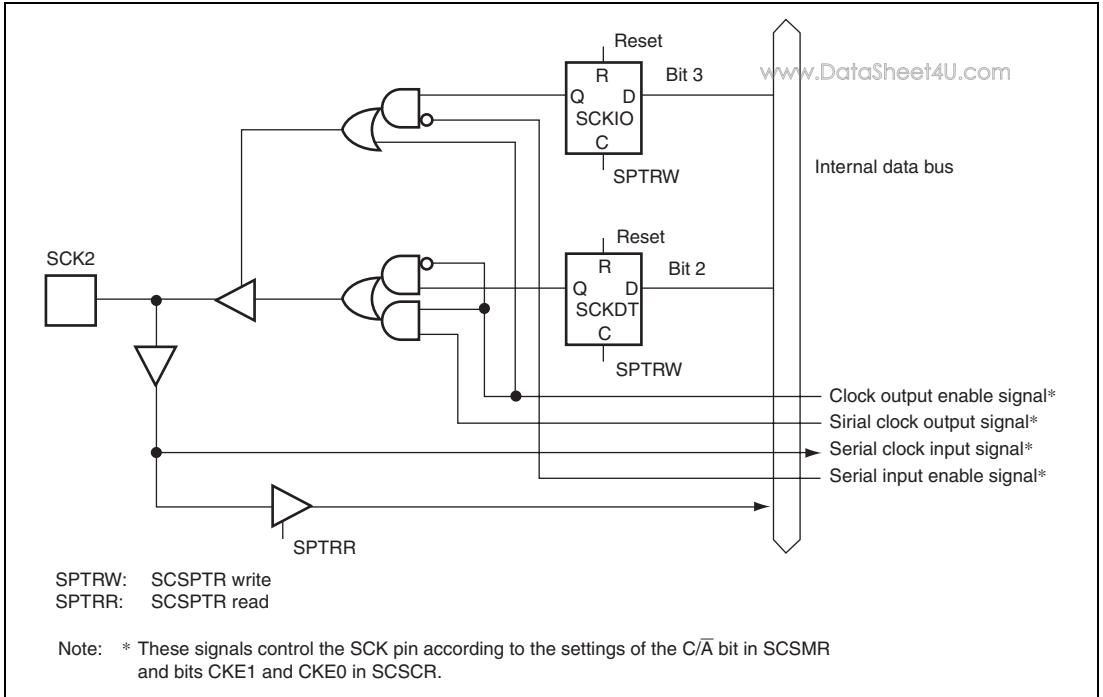 Reset
Bit 3
www.DataSheet4U.com
R
Q D
SCKIO
C
SPTRW
Internal data bus
Reset
SCK2
R
Bit 2
Q D
SCKDT
C
SPTRW
Clock output enable signal*
Sirial clock output signal*
Serial clock input signal*
Serial input enable signal*
SPTRR
SPTRW: SCSPTR write
SPTRR: SCSPTR read
Note: * These signals control the SCK pin according to the settings of the C/A̅ bit in SCSMR
and bits CKE1 and CKE0 in SCSCR.